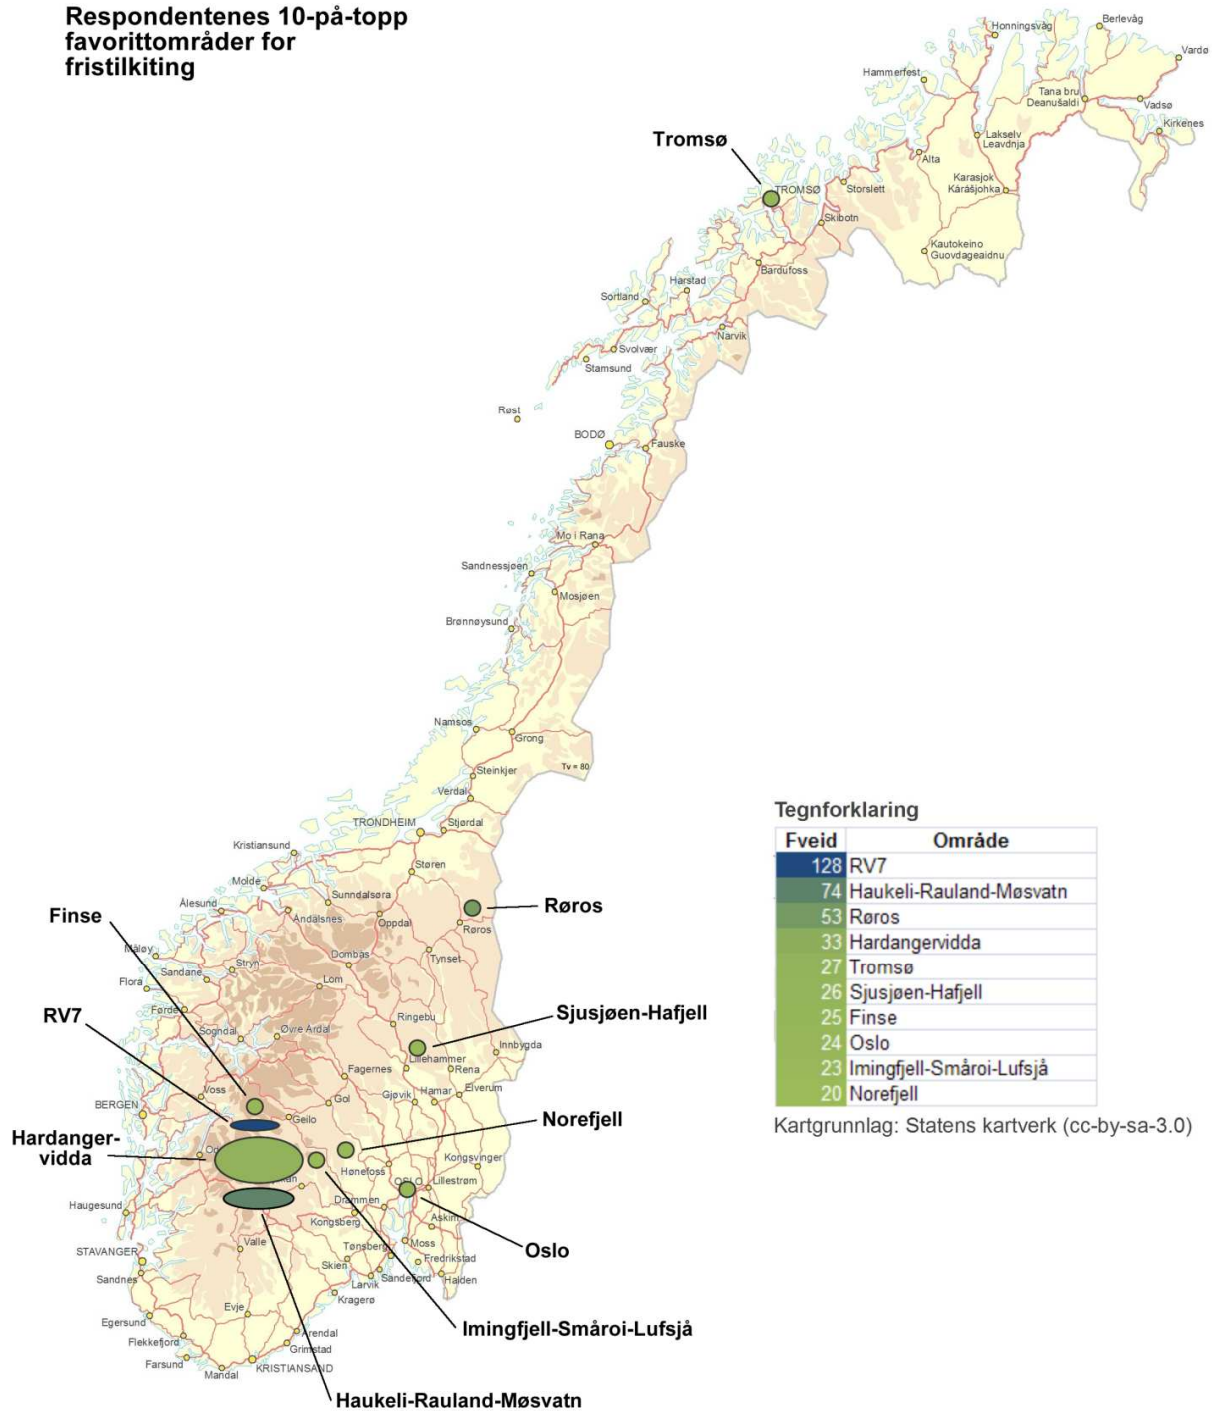 Respondentenes 10-på-topp
favorittområder for
fristilkiting
Honningsvåg
Berlevåg
Vardø
Hammerfest
Tana bru
Deanušaldi
Vadsø
Kirkenes
Lakselv
Leavdnja
Alta
Tromsø
TROMSØ
Storslett
Karasjok
Kárášjohka
Skibotn
Kautokeino
Guovdageaidnu
Bardufoss
Harstad
Sortland
Narvik
Svolvær
Stamsund
Røst
BODØ
Fauske
Mo i Rana
Sandnessjøen
Mosjøen
Brønnøysund
Namsos
Grong
Tv = 80
Steinkjer
Verdal
TRONDHEIM
Stjørdal
Kristiansund
Støren
Molde
Sunndalsøra
Ålesund
Åndalsnes
Oppdal
Røros
Røros
Finse
Måløy
Stryn
Dombås
Tynset
Sandane
Flora
Lom
Førde
RV7
Sogndal
Øvre Årdal
Ringebu
Sjusjøen-Hafjell
Innbygda
Lillehammer
Fagernes
Rena
Voss
Gol
Gjøvik
Hamar
Elverum
BERGEN
Geilo
Norefjell
Hardanger-
vidda
Hønefoss
Kongsvinger
OSLO
Lillestrøm
Haugesund
Drammen
Kongsberg
Askim
Oslo
STAVANGER
Valle
Tønsberg
Moss
Skien
Fredrikstad
Sandnes
Larvik
Sandefjord
Halden
Kragerø
Egersund
Evje
Imingfjell-Småroi-Lufsjå
Flekkefjord
Arendal
Grimstad
Farsund
Mandal
KRISTIANSAND
Haukeli-Rauland-Møsvatn
Tegnforklaring
Fveid Område
128 RV7
74 Haukeli-Rauland-Møsvatn
53 Røros
33 Hardangervidda
27 Tromsø
26 Sjusjøen-Hafjell
25 Finse
24 Oslo
23 Imingfjell-Småroi-Lufsjå
20 Norefjell
Kartgrunnlag: Statens kartverk (cc-by-sa-3.0)